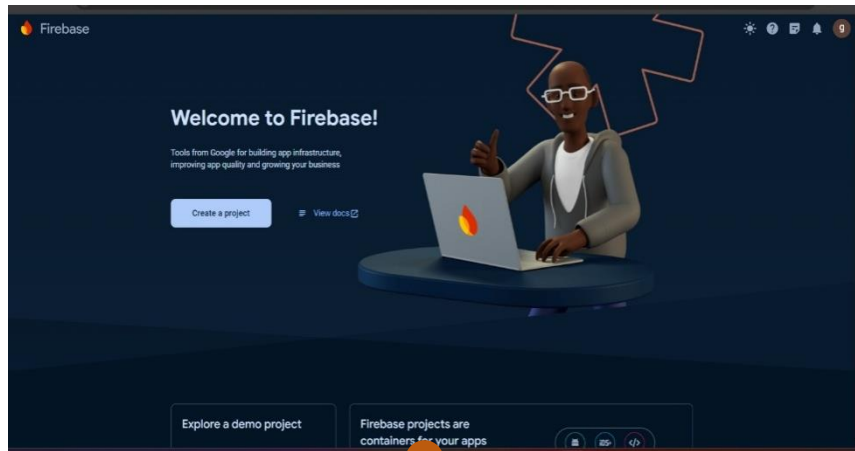 Firebase
g
Welcome to Firebase!
Tools from Google for building app infrastructure,
improving app quality and growing your business
Create a project
View docs
Explore a demo project
Firebase projects are
containers for your apps
iOS+